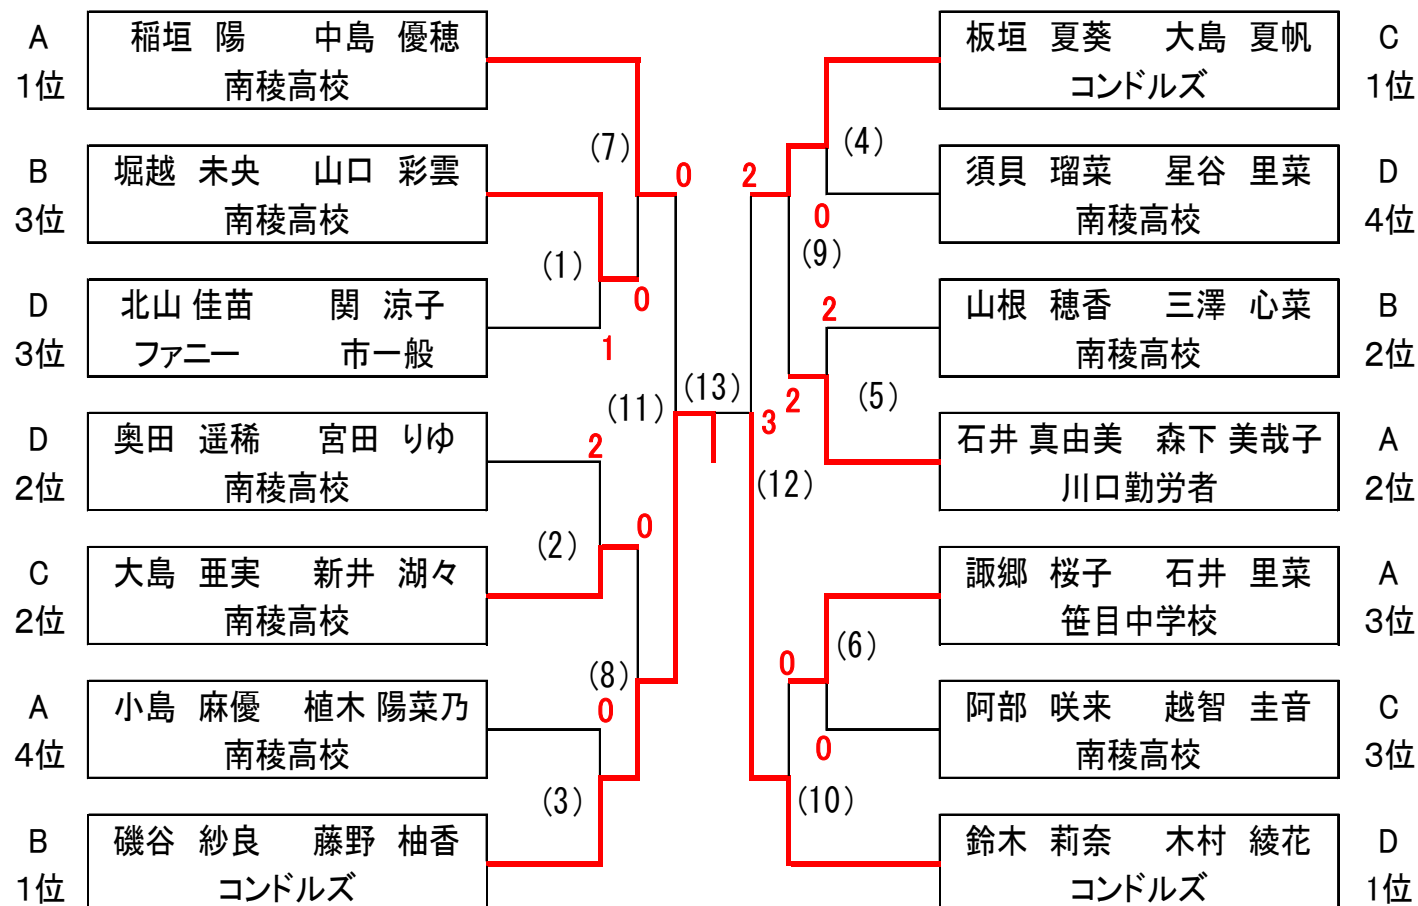 A
1位
稲垣 陽 中島 優穂
南稜高校
B
3位
堀越 未央 山口 彩雲
南稜高校
D
3位
北山 佳苗 関 涼子
ファニー 市一般
D
2位
奥田 遥稀 宮田 りゆ
南稜高校
C
2位
大島 亜実 新井 湖々
南稜高校
A
4位
小島 麻優 植木 陽菜乃
南稜高校
B
1位
磯谷 紗良 藤野 柚香
コンドルズ
(7)
0
(1)
0
1
(11)
2
(2)
0
(8)
0
(3)
(13)
2
(4)
0
(9)
2
2
(5)
3
(12)
(6)
0
0
(10)
板垣 夏葵 大島 夏帆
コンドルズ
C
1位
須貝 瑠菜 星谷 里菜
南稜高校
D
4位
山根 穂香 三澤 心菜
南稜高校
B
2位
石井 真由美 森下 美哉子
川口勤労者
A
2位
諏郷 桜子 石井 里菜
笹目中学校
A
3位
阿部 咲来 越智 圭音
南稜高校
C
3位
鈴木 莉奈 木村 綾花
コンドルズ
D
1位